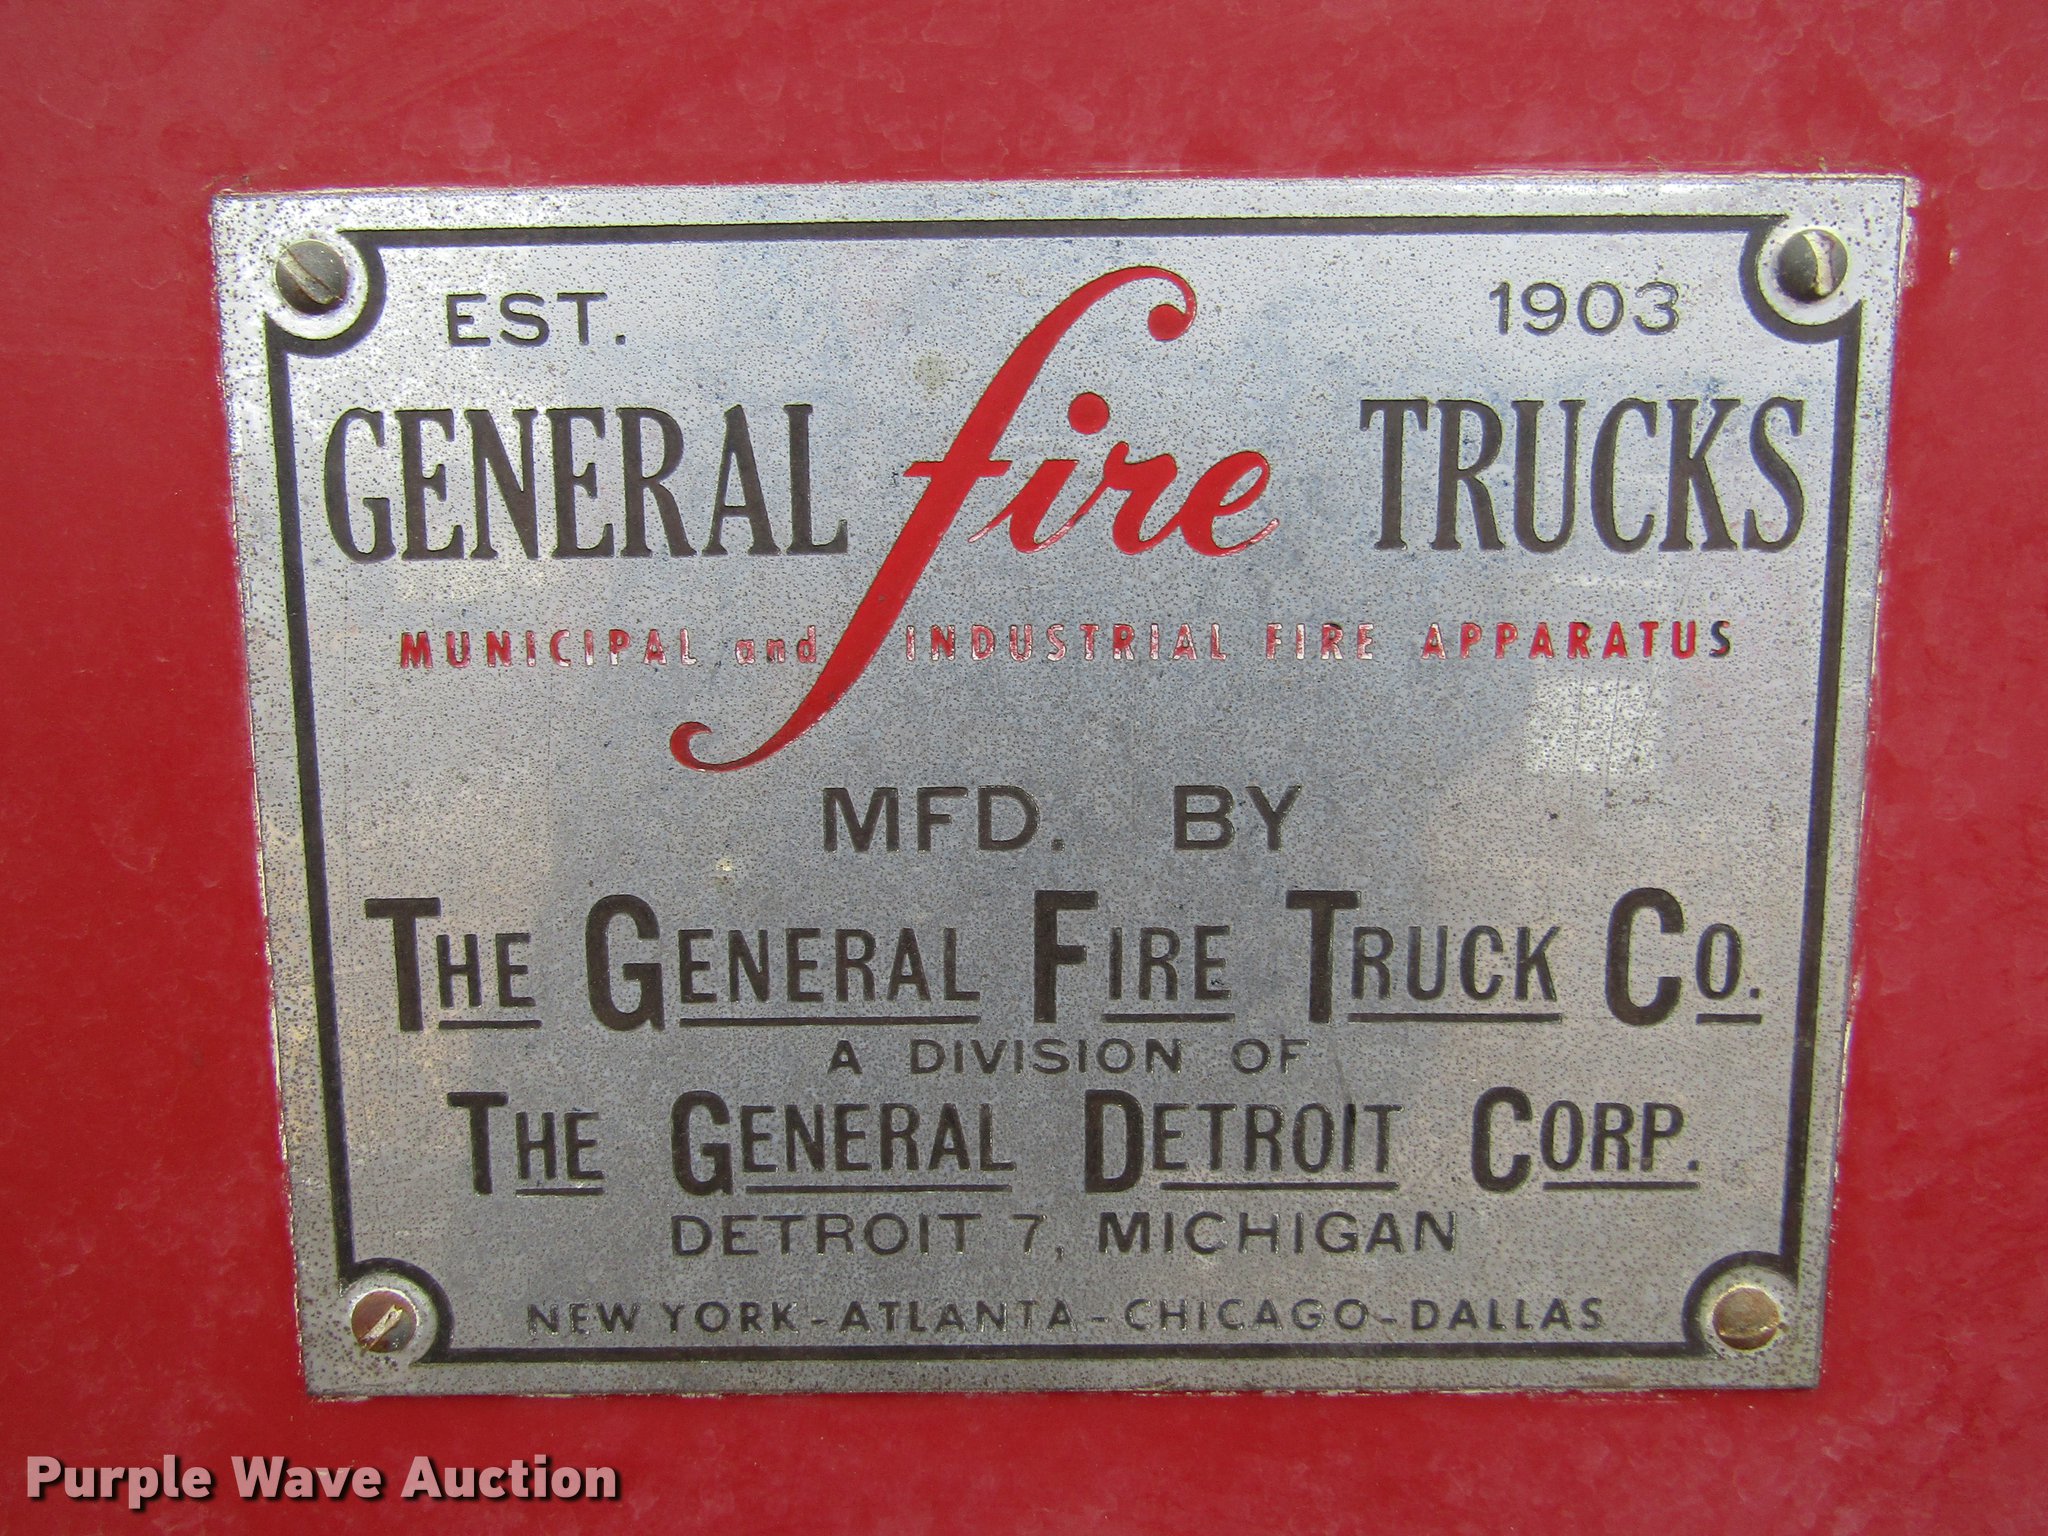 EST. 1903
GENERAL fire TRUCKS
MUNICIPAL and INDUSTRIAL FIRE APPARATUS
MFD. BY
THE GENERAL FIRE TRUCK CO.
A DIVISION OF
THE GENERAL DETROIT CORP.
DETROIT 7, MICHIGAN
NEW YORK-ATLANTA-CHICAGO-DALLAS
Purple Wave Auction